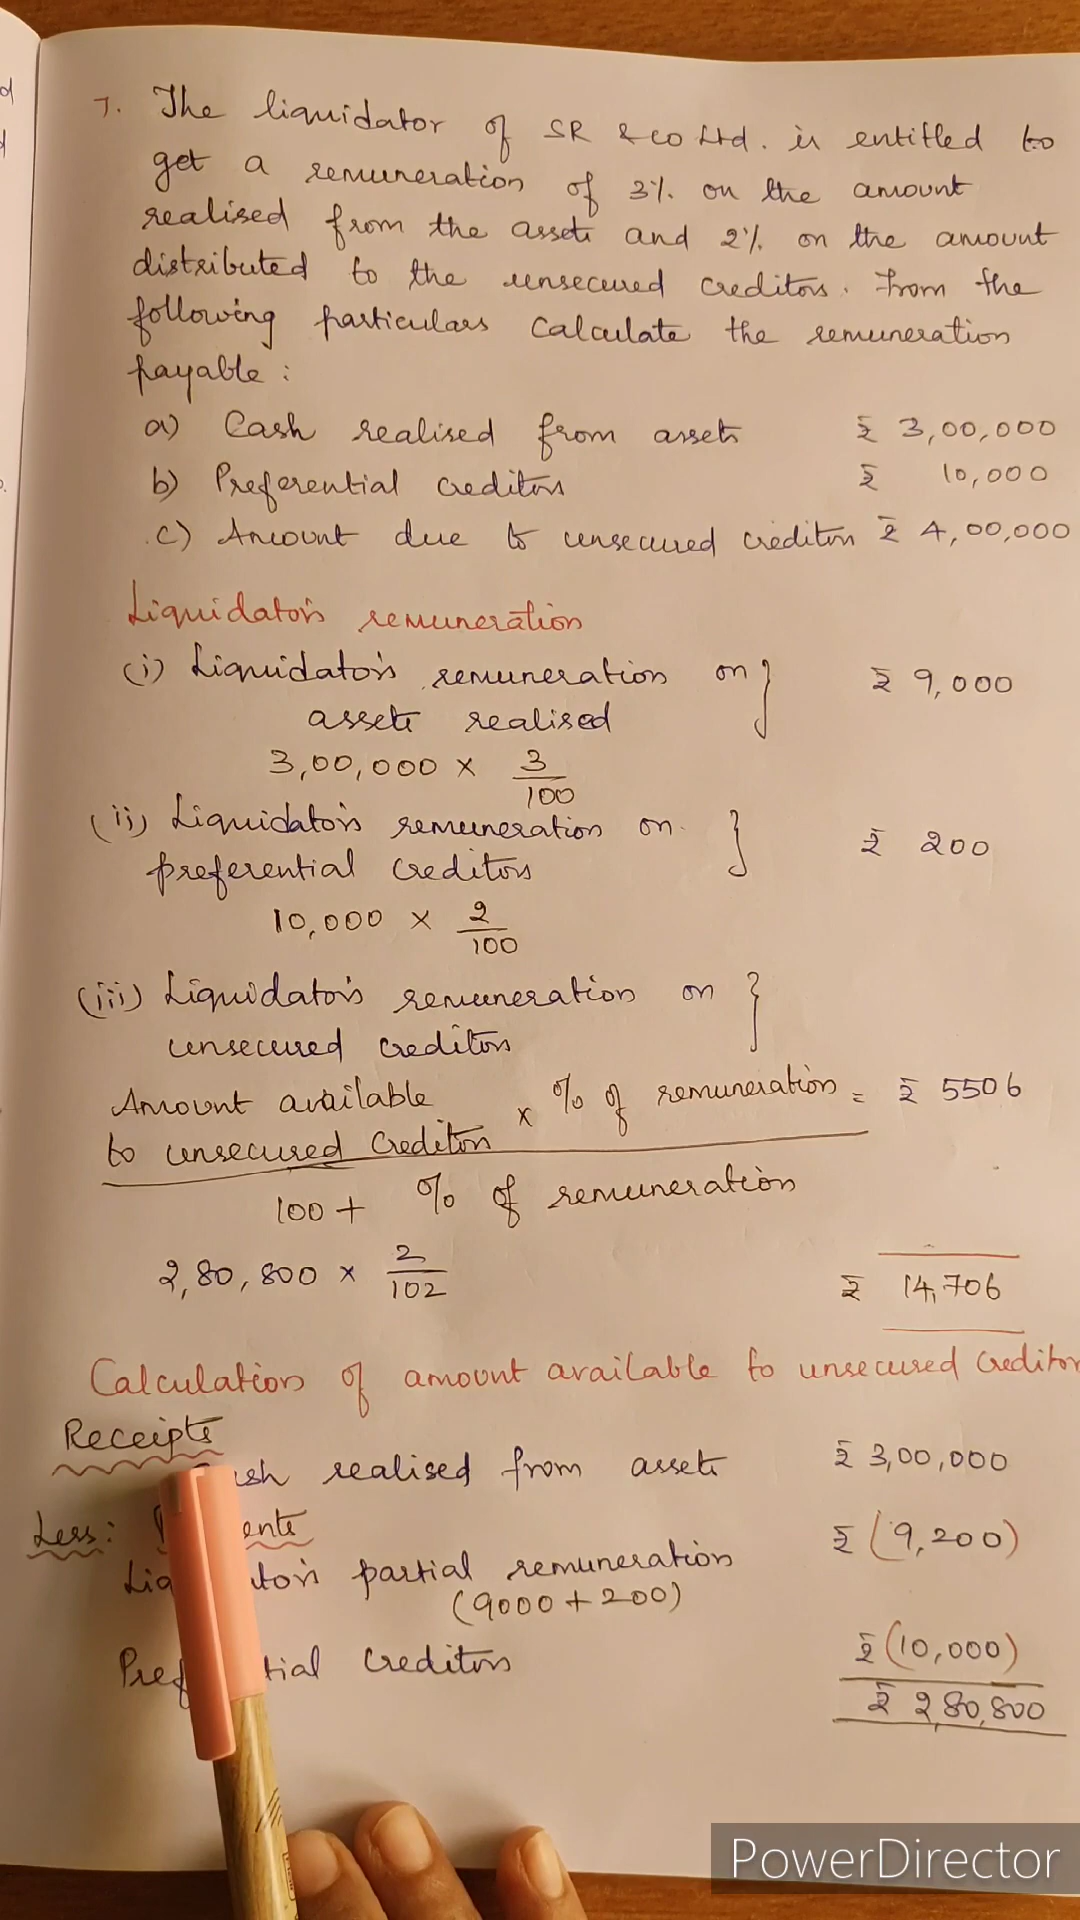 7. The liquidator of SR & co Ltd. is entitled to
get a remuneration of 3% on the amount
realised from the assets and 2% on the amount
distributed to the unsecured creditors. From the
following particulars calculate the remuneration
payable :
a) Cash realised from assets ₹ 3,00,000
b) Preferential creditors ₹ 10,000
c) Amount due to unsecured creditors ₹ 4,00,000
Liquidator's remuneration
(i) Liquidator's remuneration on } ₹ 9,000
assets realised
3,00,000 × 3/100
(ii) Liquidator's remuneration on } ₹ 200
preferential creditors
10,000 × 2/100
(iii) Liquidator's remuneration on }
unsecured creditors
Amount available to unsecured creditors × % of remuneration = ₹ 5506
100 + % of remuneration
2,80,800 × 2/102 ₹ 14,706
Calculation of amount available to unsecured creditor
Receipts
realised from assets ₹ 3,00,000
Less:
₹ (9,200)
partial remuneration
(9000 + 200)
creditors ₹ (10,000)
₹ 2,80,800
PowerDirector